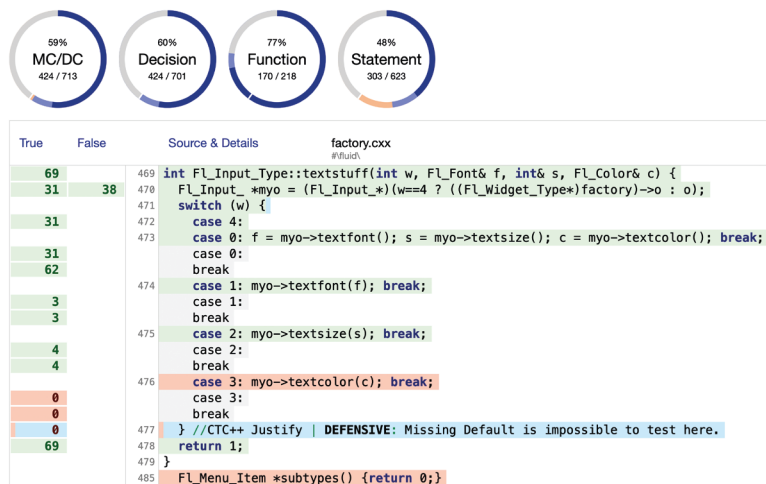 59%
MC/DC
424 / 713
60%
Decision
424 / 701
77%
Function
170 / 218
48%
Statement
303 / 623
True False Source & Details factory.cxx
#\fluid\
69 469 int Fl_Input_Type::textstuff(int w, Fl_Font& f, int& s, Fl_Color& c) {
31 38 470 Fl_Input_ *myo = (Fl_Input_*)(w==4 ? ((Fl_Widget_Type*)factory)->o : o);
471 switch (w) {
31 472 case 4:
473 case 0: f = myo->textfont(); s = myo->textsize(); c = myo->textcolor(); break;
31 case 0:
62 break
474 case 1: myo->textfont(f); break;
3 case 1:
3 break
475 case 2: myo->textsize(s); break;
4 case 2:
4 break
476 case 3: myo->textcolor(c); break;
0 case 3:
0 break
0 477 } //CTC++ Justify | DEFENSIVE: Missing Default is impossible to test here.
69 478 return 1;
479 }
485 Fl_Menu_Item *subtypes() {return 0;}